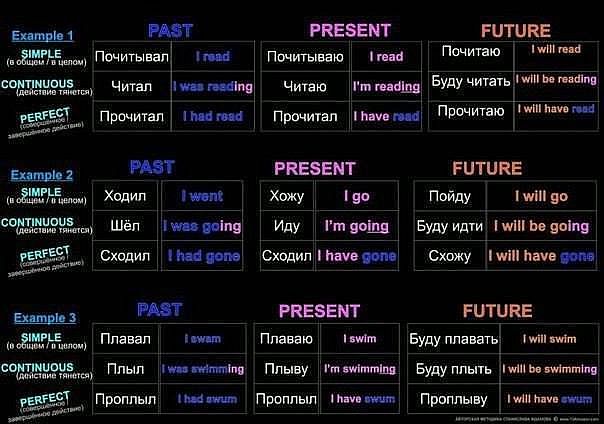 PAST PRESENT FUTURE
Example 1
SIMPLE (в общем / в целом) Почитывал I read Почитываю I read Почитаю I will read
CONTINUOUS (действие тянется) Читал I was reading Читаю I'm reading Буду читать I will be reading
PERFECT (совершённое / завершённое действие) Прочитал I had read Прочитал I have read Прочитаю I will have read
PAST PRESENT FUTURE
Example 2
SIMPLE (в общем / в целом) Ходил I went Хожу I go Пойду I will go
CONTINUOUS (действие тянется) Шёл I was going Иду I'm going Буду идти I will be going
PERFECT (совершённое / завершённое действие) Сходил I had gone Сходил I have gone Схожу I will have gone
PAST PRESENT FUTURE
Example 3
SIMPLE (в общем / в целом) Плавал I swam Плаваю I swim Буду плавать I will swim
CONTINUOUS (действие тянется) Плыл I was swimming Плыву I'm swimming Буду плыть I will be swimming
PERFECT (совершённое / завершённое действие) Проплыл I had swum Проплыл I have swum Проплыву I will have swum
АВТОРСКАЯ МЕТОДИКА СТАНИСЛАВА